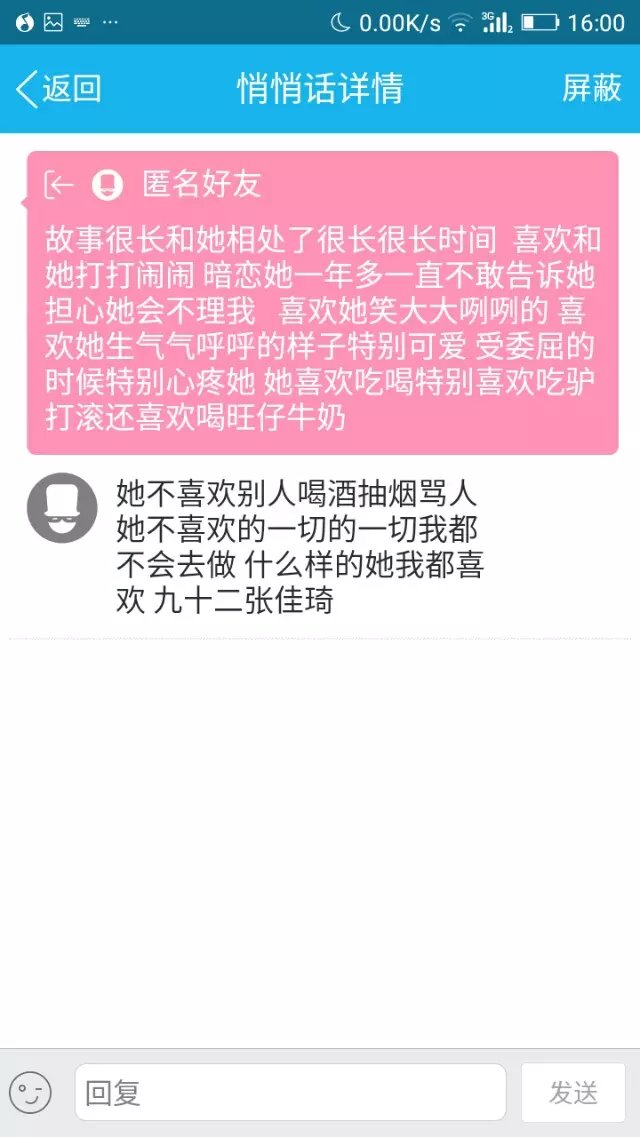 0.00K/s 3G 2 16:00
返回 悄悄话详情 屏蔽
匿名好友
故事很长和她相处了很长很长时间 喜欢和
她打打闹闹 暗恋她一年多一直不敢告诉她
担心她会不理我 喜欢她笑大大咧咧的 喜
欢她生气气呼呼的样子特别可爱 受委屈的
时候特别心疼她 她喜欢吃喝特别喜欢吃驴
打滚还喜欢喝旺仔牛奶
她不喜欢别人喝酒抽烟骂人
她不喜欢的一切的一切我都
不会去做 什么样的她我都喜
欢 九十二张佳琦
回复 发送